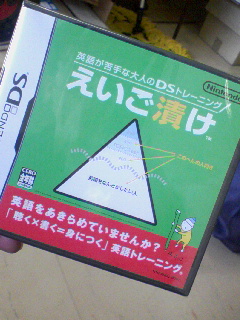 英語が苦手な大人のDSトレーニング
Nintendo
えいご漬け
TM
NINTENDO DS
CERO
英語をあきらめていませんか?
「聴く×書く=身につく」英語トレーニング。